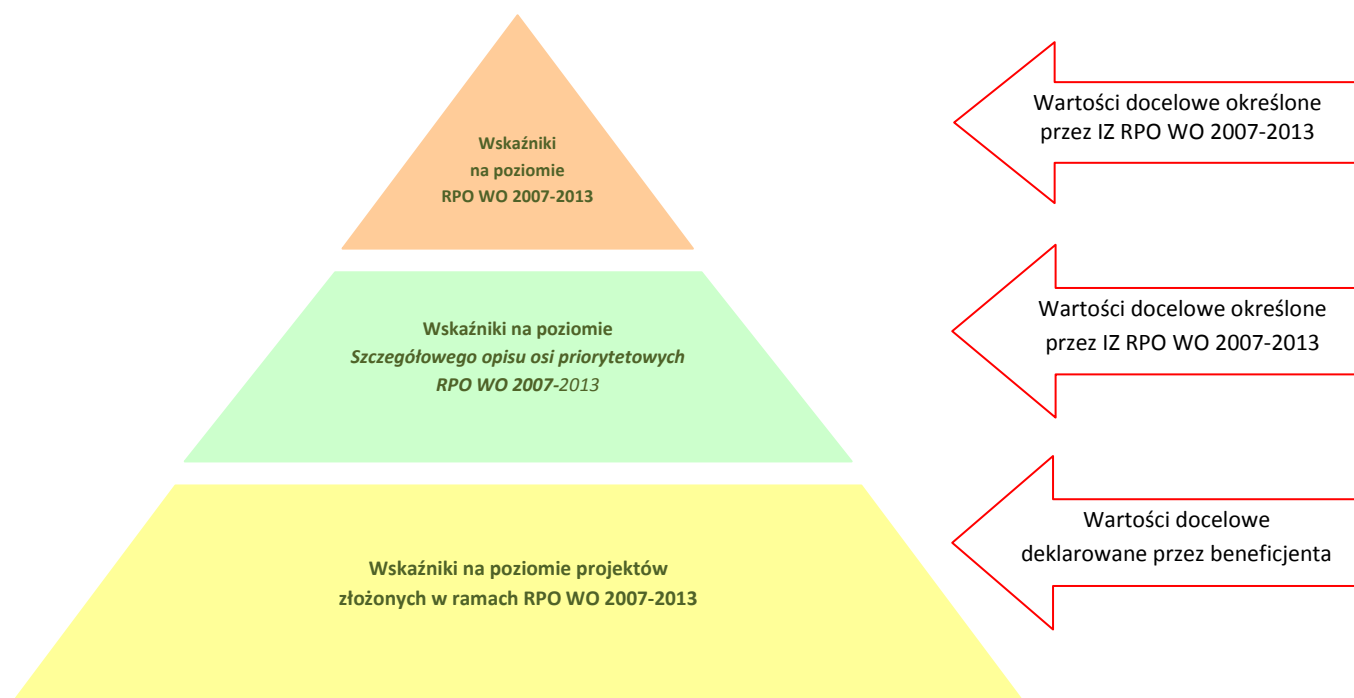 Wskaźniki
na poziomie
RPO WO 2007-2013
Wartości docelowe określone
przez IZ RPO WO 2007-2013
Wskaźniki na poziomie
Szczegółowego opisu osi priorytetowych
RPO WO 2007-2013
Wartości docelowe określone
przez IZ RPO WO 2007-2013
Wskaźniki na poziomie projektów
złożonych w ramach RPO WO 2007-2013
Wartości docelowe
deklarowane przez beneficjenta